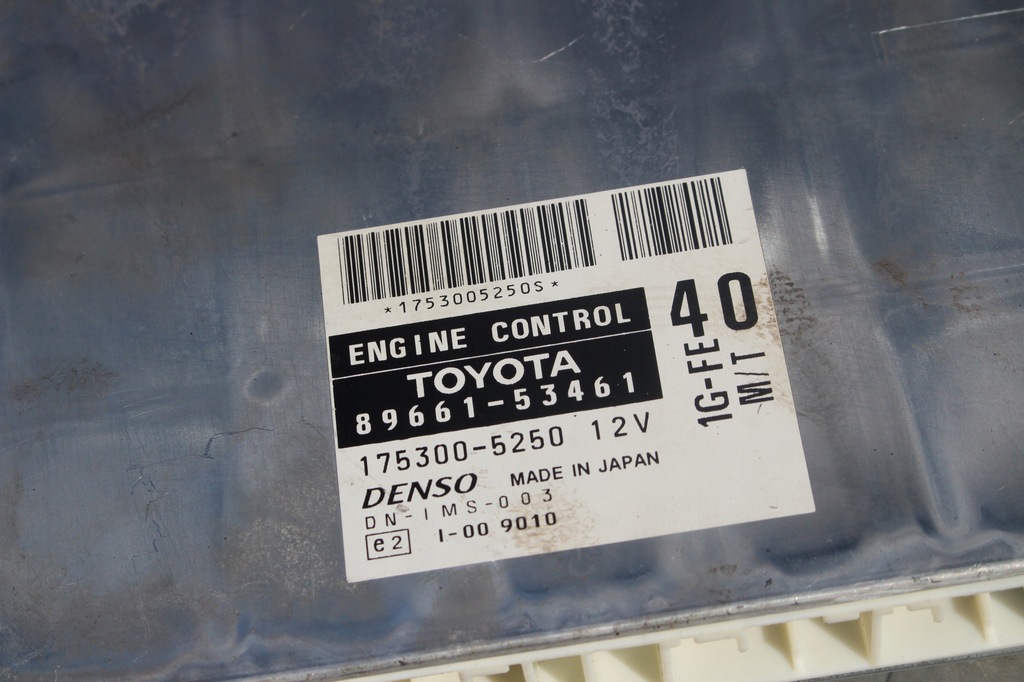 *1753005250S*
ENGINE CONTROL
TOYOTA
89661-53461
175300-5250 12V
DENSO MADE IN JAPAN
DN-IMS-003
e2 I-00 9010
40
1G-FE
M/T